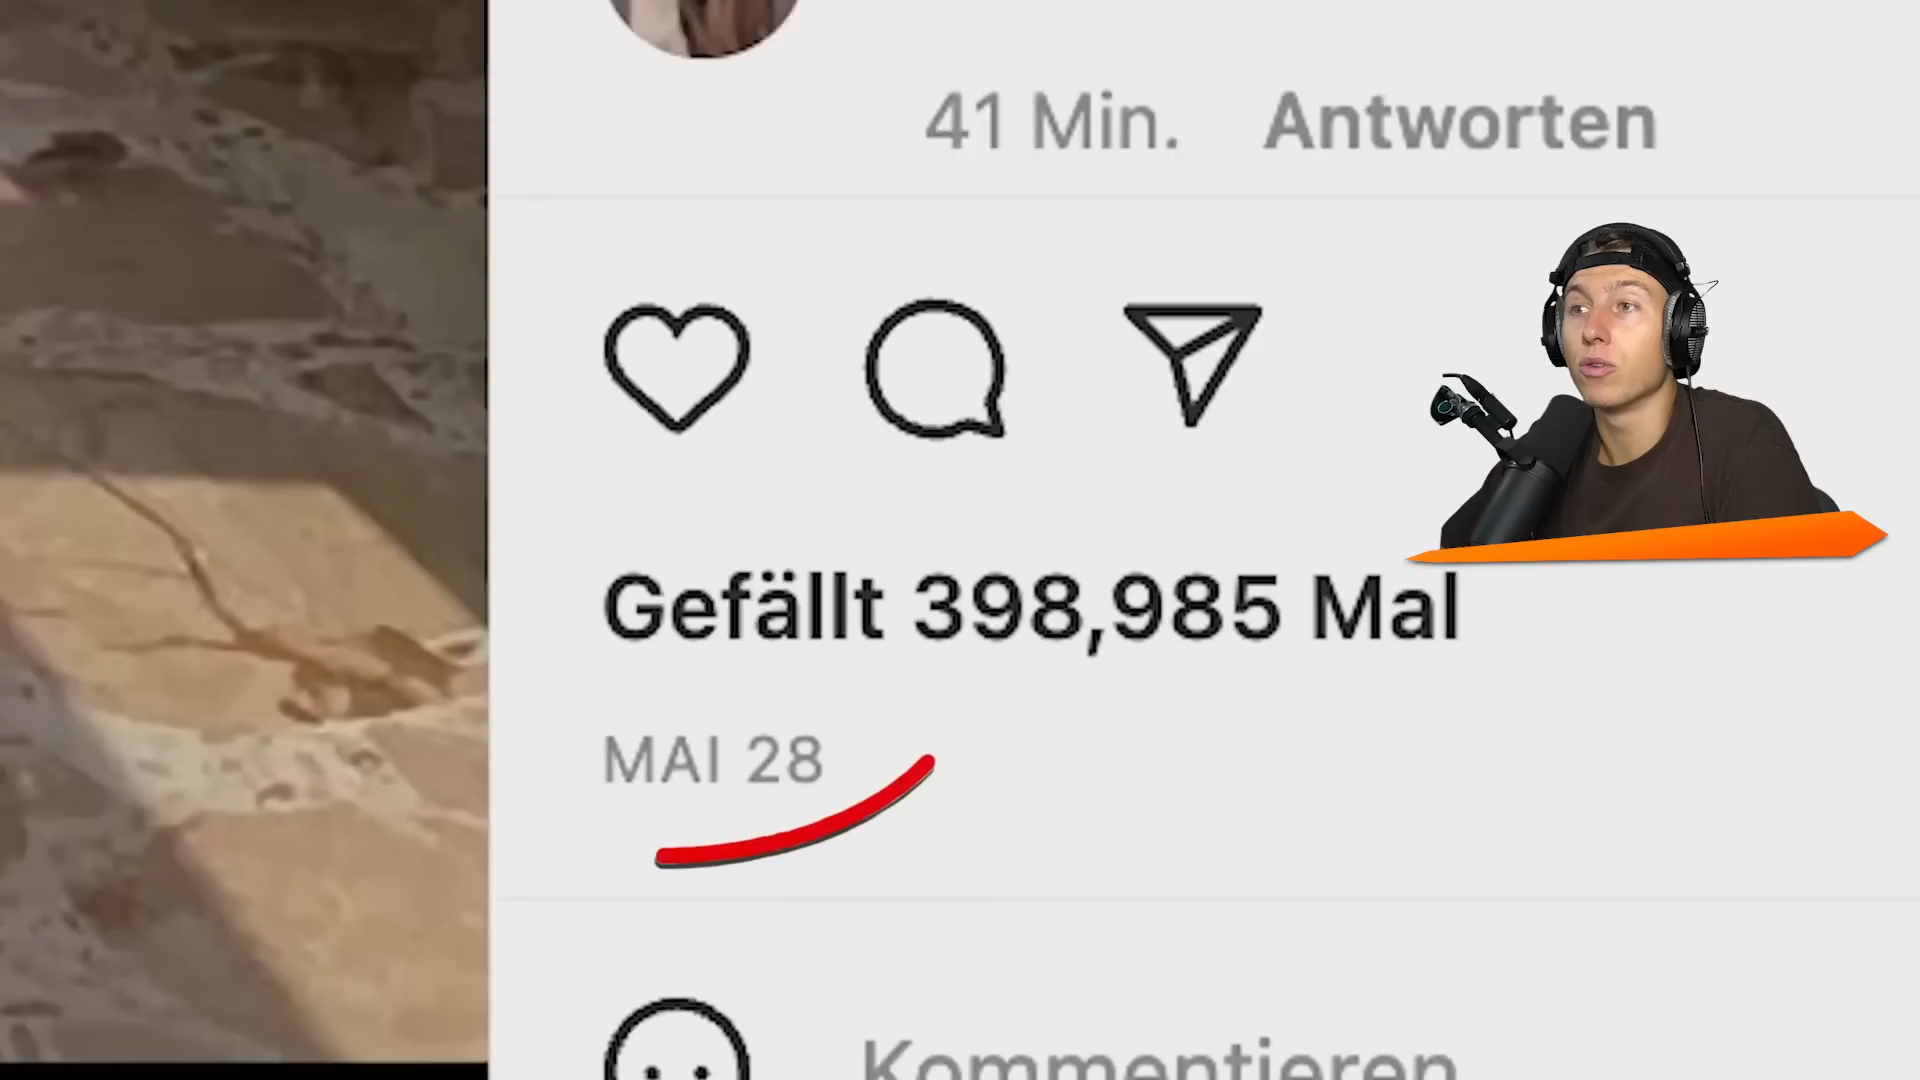 41 Min. Antworten
Gefällt 398,985 Mal
MAI 28
Kommentieren